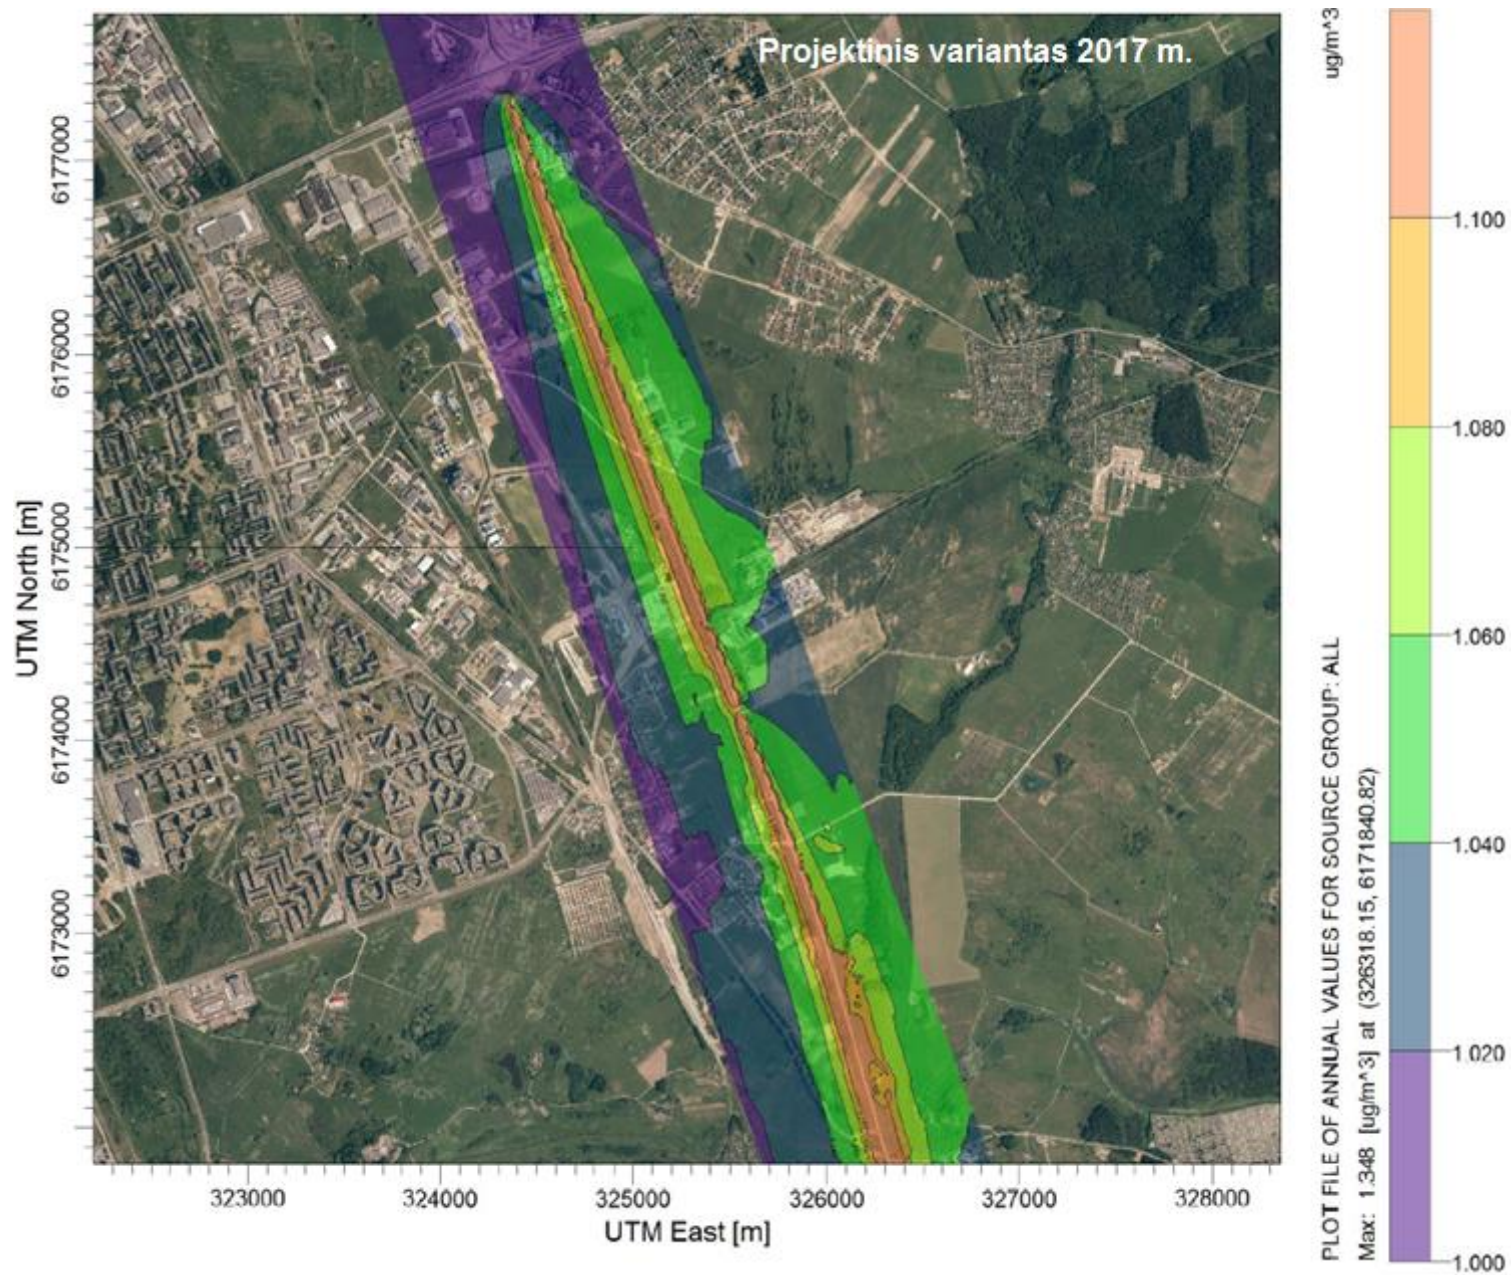 Projektinis variantas 2017 m.
UTM North [m]
6177000
6176000
6175000
6174000
6173000
323000
324000
325000
326000
327000
328000
UTM East [m]
ug/m^3
PLOT FILE OF ANNUAL VALUES FOR SOURCE GROUP: ALL
Max: 1.348 [ug/m^3] at (326318.15, 6171840.82)
1.100
1.080
1.060
1.040
1.020
1.000